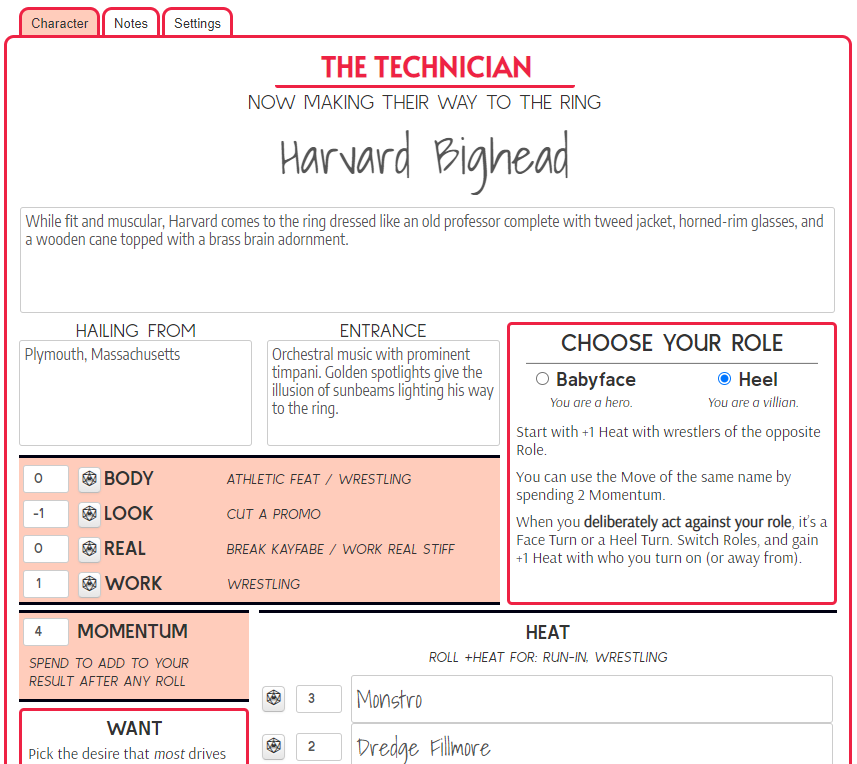 Character Notes Settings
THE TECHNICIAN
NOW MAKING THEIR WAY TO THE RING
Harvard Bighead
While fit and muscular, Harvard comes to the ring dressed like an old professor complete with tweed jacket, horned-rim glasses, and
a wooden cane topped with a brass brain adornment.
HAILING FROM
Plymouth, Massachusetts
ENTRANCE
Orchestral music with prominent
timpani. Golden spotlights give the
illusion of sunbeams lighting his way
to the ring.
CHOOSE YOUR ROLE
Babyface Heel
You are a hero. You are a villian.
Start with +1 Heat with wrestlers of the opposite
Role.
You can use the Move of the same name by
spending 2 Momentum.
When you deliberately act against your role, it's a
Face Turn or a Heel Turn. Switch Roles, and gain
+1 Heat with who you turn on (or away from).
0 BODY ATHLETIC FEAT / WRESTLING
-1 LOOK CUT A PROMO
0 REAL BREAK KAYFABE / WORK REAL STIFF
1 WORK WRESTLING
4 MOMENTUM
SPEND TO ADD TO YOUR
RESULT AFTER ANY ROLL
WANT
Pick the desire that most drives
HEAT
ROLL +HEAT FOR: RUN-IN, WRESTLING
3 Monstro
2 Dredge Fillmore